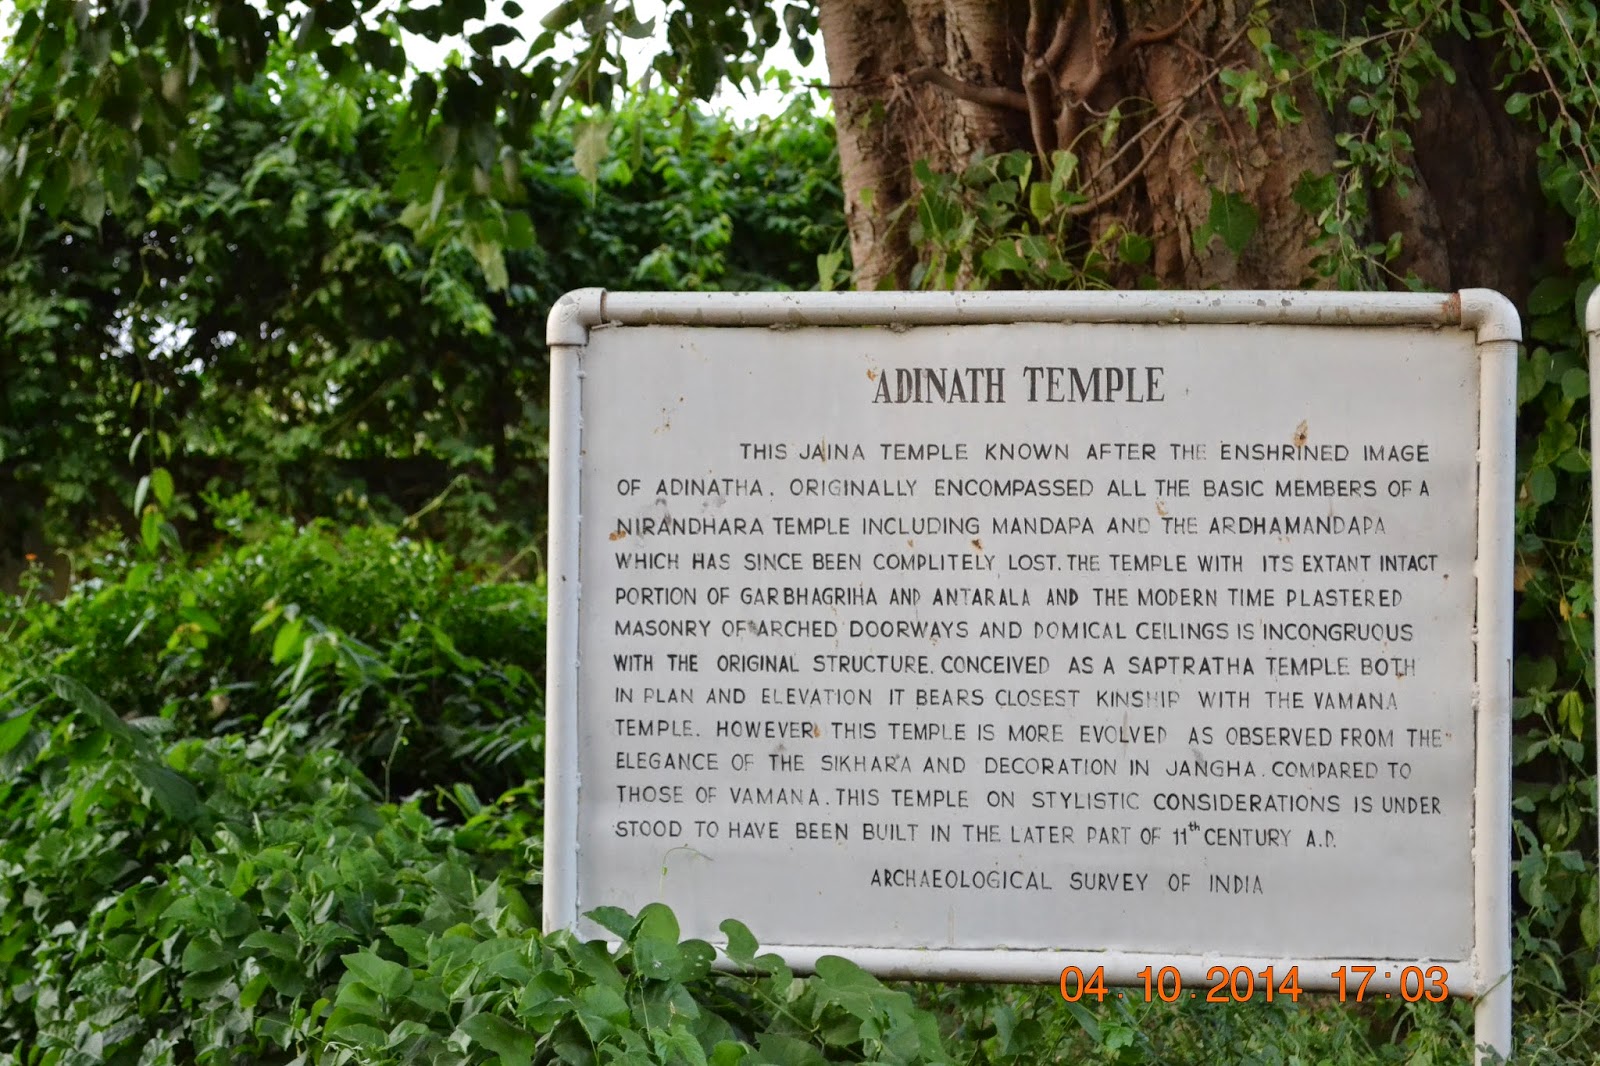 ADINATH TEMPLE
THIS JAINA TEMPLE KNOWN AFTER THE ENSHRINED IMAGE
OF ADINATHA. ORIGINALLY ENCOMPASSED ALL THE BASIC MEMBERS OF A
NIRANDHARA TEMPLE INCLUDING MANDAPA AND THE ARDHAMANDAPA
WHICH HAS SINCE BEEN COMPLITELY LOST. THE TEMPLE WITH ITS EXTANT INTACT
PORTION OF GARBHAGRIHA AND ANTARALA AND THE MODERN TIME PLASTERED
MASONRY OF ARCHED DOORWAYS AND DOMICAL CEILINGS IS INCONGRUOUS
WITH THE ORIGINAL STRUCTURE. CONCEIVED AS A SAPTRATHA TEMPLE BOTH
IN PLAN AND ELEVATION IT BEARS CLOSEST KINSHIP WITH THE VAMANA
TEMPLE. HOWEVER THIS TEMPLE IS MORE EVOLVED AS OBSERVED FROM THE
ELEGANCE OF THE SIKHARA AND DECORATION IN JANGHA. COMPARED TO
THOSE OF VAMANA. THIS TEMPLE ON STYLISTIC CONSIDERATIONS IS UNDER
STOOD TO HAVE BEEN BUILT IN THE LATER PART OF 11th CENTURY A.D.
ARCHAEOLOGICAL SURVEY OF INDIA
04.10.2014 17:03